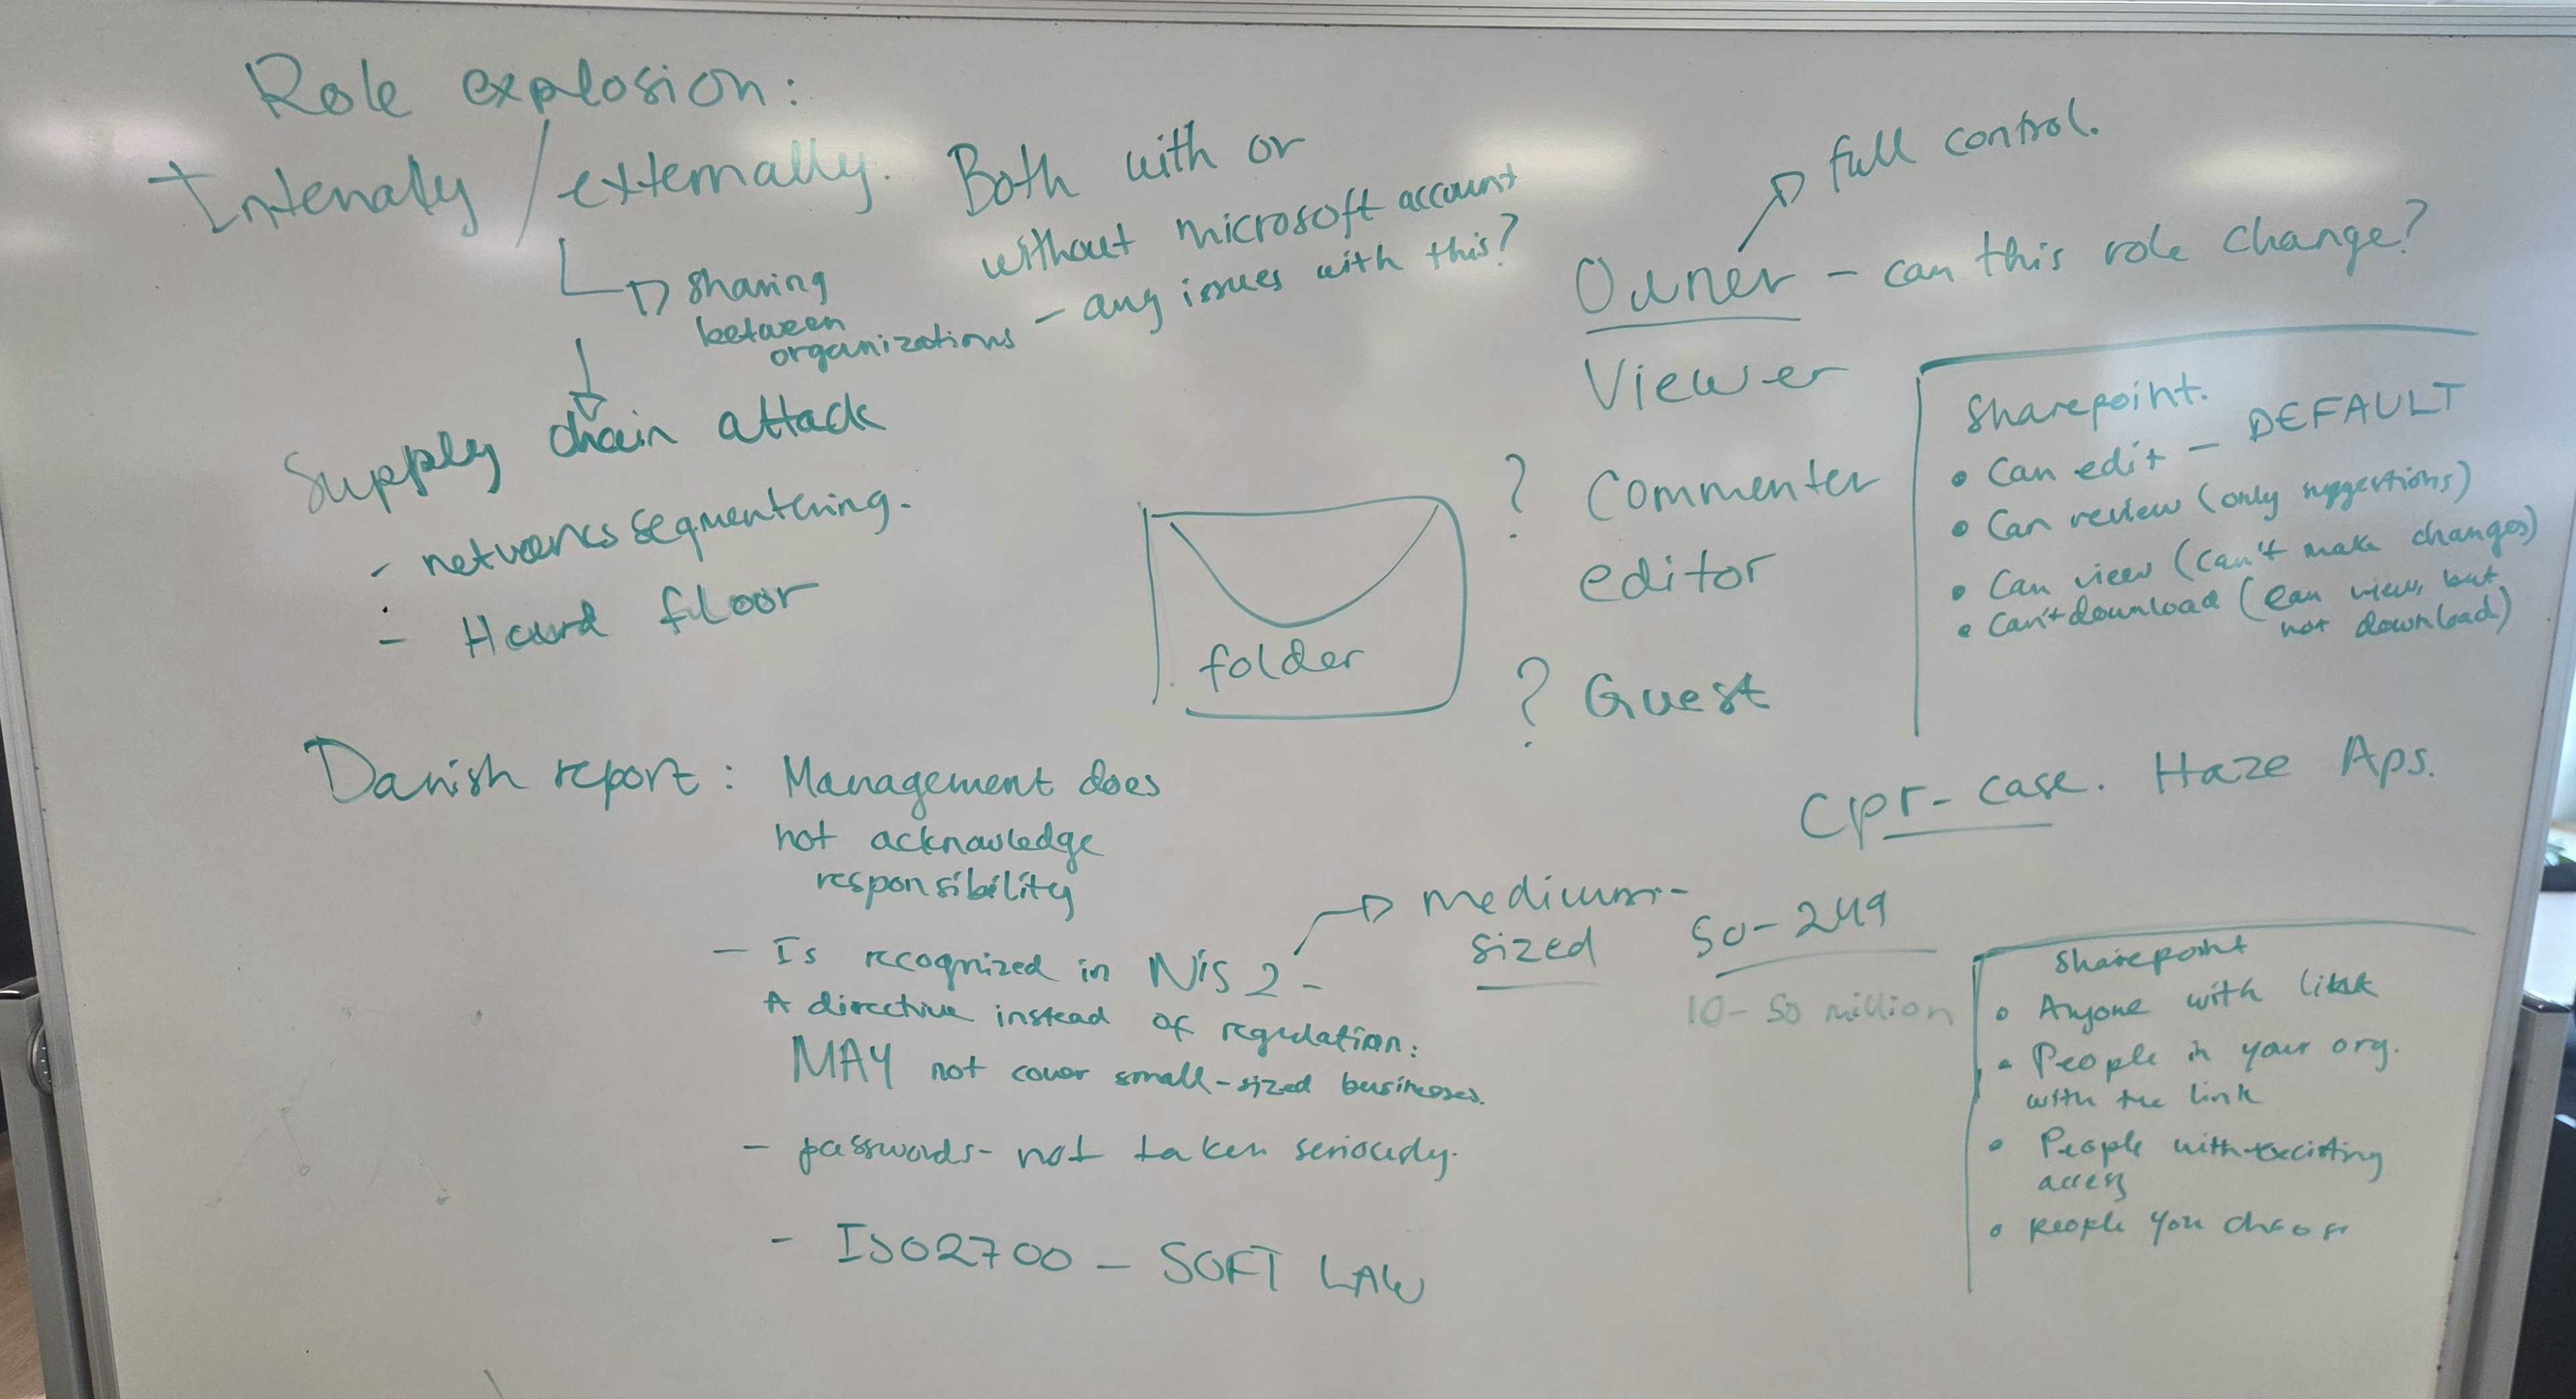 Role explosion:
Intenally / externally. Both with or
without microsoft account
- any issues with this?
sharing
between
organizations
Supply chain attack
- netværkssegmentering.
- Hard floor
folder
full control.
Owner - can this role change?
Viewer
? Commenter
editor
? Guest
Sharepoint.
• Can edit - DEFAULT
• Can review (only suggestions)
• Can view (can't make changes)
• Can't download (can view, but
not download)
Cpr-case. Haze Aps.
Danish report: Management does
not acknowledge
responsibility
- Is recognized in NIS 2 -
A directive instead of regulation:
MAY not cover small-sized businesses.
medium-
sized
50-249
10-50 million
- passwords- not taken seriously.
- ISO2700 - SOFT LAW
Sharepoint
• Anyone with link
• People in your org.
with the link
• People with existing
access
• People you choose